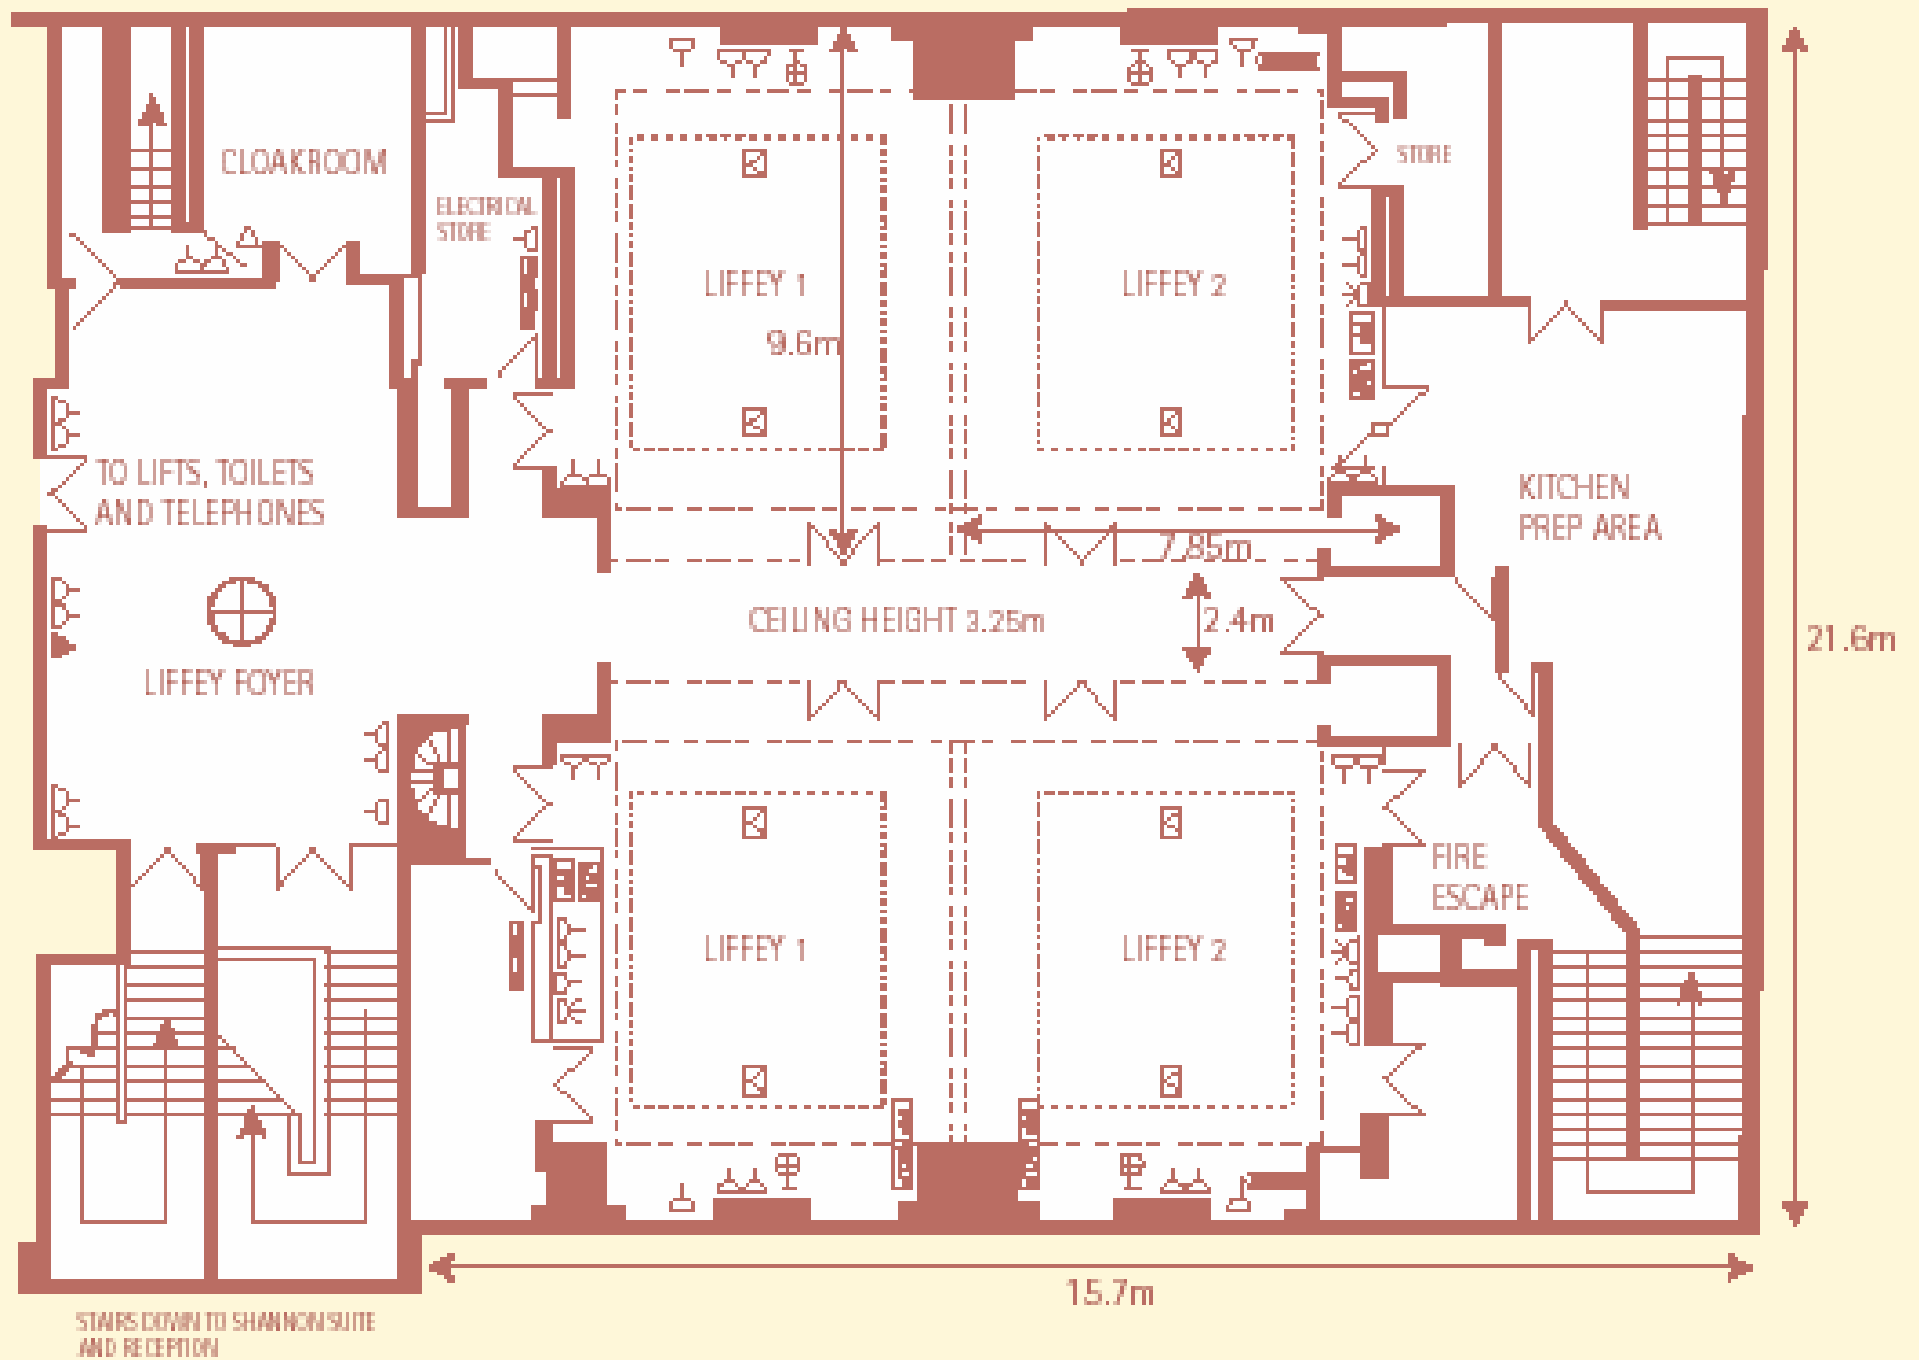 CLOAKROOM
ELECTRICAL
STORE
STORE
LIFFEY 1
LIFFEY 2
9.6m
TO LIFTS, TOILETS
AND TELEPHONES
KITCHEN
PREP AREA
7.85m
CEILING HEIGHT 3.25m
2.4m
21.6m
LIFFEY FOYER
FIRE
ESCAPE
LIFFEY 1
LIFFEY 2
15.7m
STAIRS DOWN TO SHANNON SUITE
AND RECEPTION